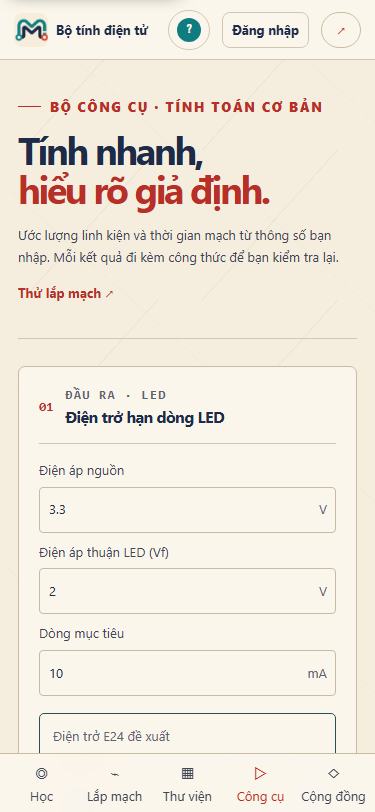 Bộ tính điện tử
?
Đăng nhập
↗
BỘ CÔNG CỤ · TÍNH TOÁN CƠ BẢN
Tính nhanh,
hiểu rõ giả định.
Ước lượng linh kiện và thời gian mạch từ thông số bạn
nhập. Mỗi kết quả đi kèm công thức để bạn kiểm tra lại.
Thử lắp mạch ↗
01
ĐẦU RA · LED
Điện trở hạn dòng LED
Điện áp nguồn
3.3 V
Điện áp thuận LED (Vf)
2 V
Dòng mục tiêu
10 mA
Điện trở E24 đề xuất
Học
Lắp mạch
Thư viện
Công cụ
Cộng đồng